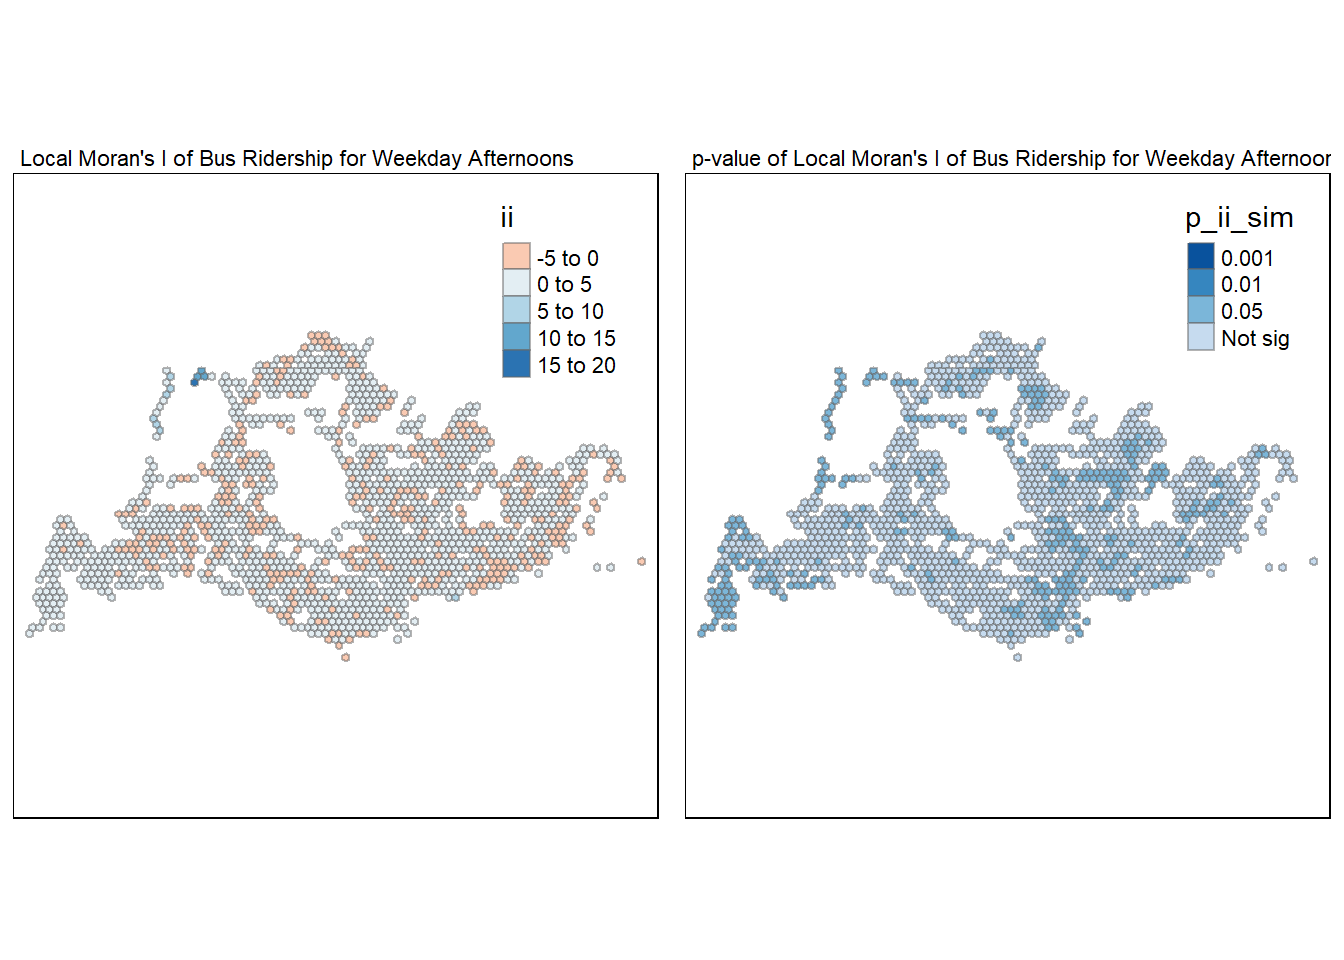 Local Moran's I of Bus Ridership for Weekday Afternoons
ii
-5 to 0
0 to 5
5 to 10
10 to 15
15 to 20
p-value of Local Moran's I of Bus Ridership for Weekday Afternoon
p_ii_sim
0.001
0.01
0.05
Not sig